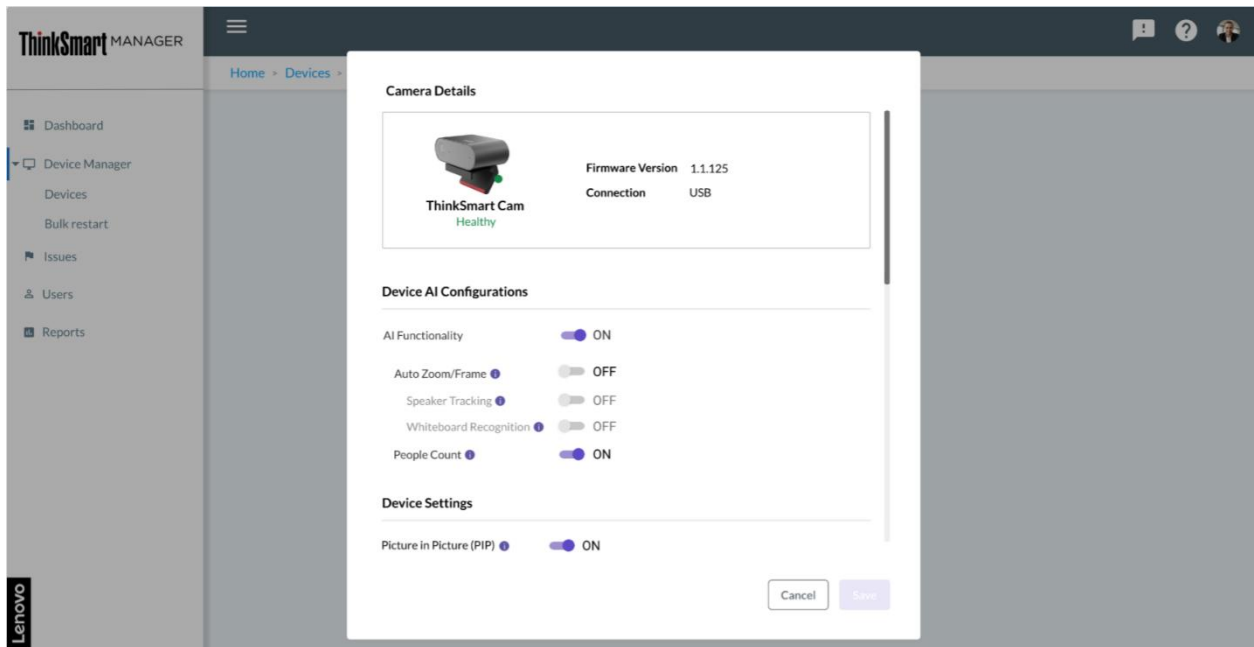 ThinkSmart MANAGER
Home > Devices >
Dashboard
Device Manager
Devices
Bulk restart
Issues
Users
Reports
Lenovo
Camera Details
ThinkSmart Cam
Healthy
Firmware Version 1.1.125
Connection USB
Device AI Configurations
AI Functionality ON
Auto Zoom/Frame OFF
Speaker Tracking OFF
Whiteboard Recognition OFF
People Count ON
Device Settings
Picture in Picture (PIP) ON
Cancel
Save